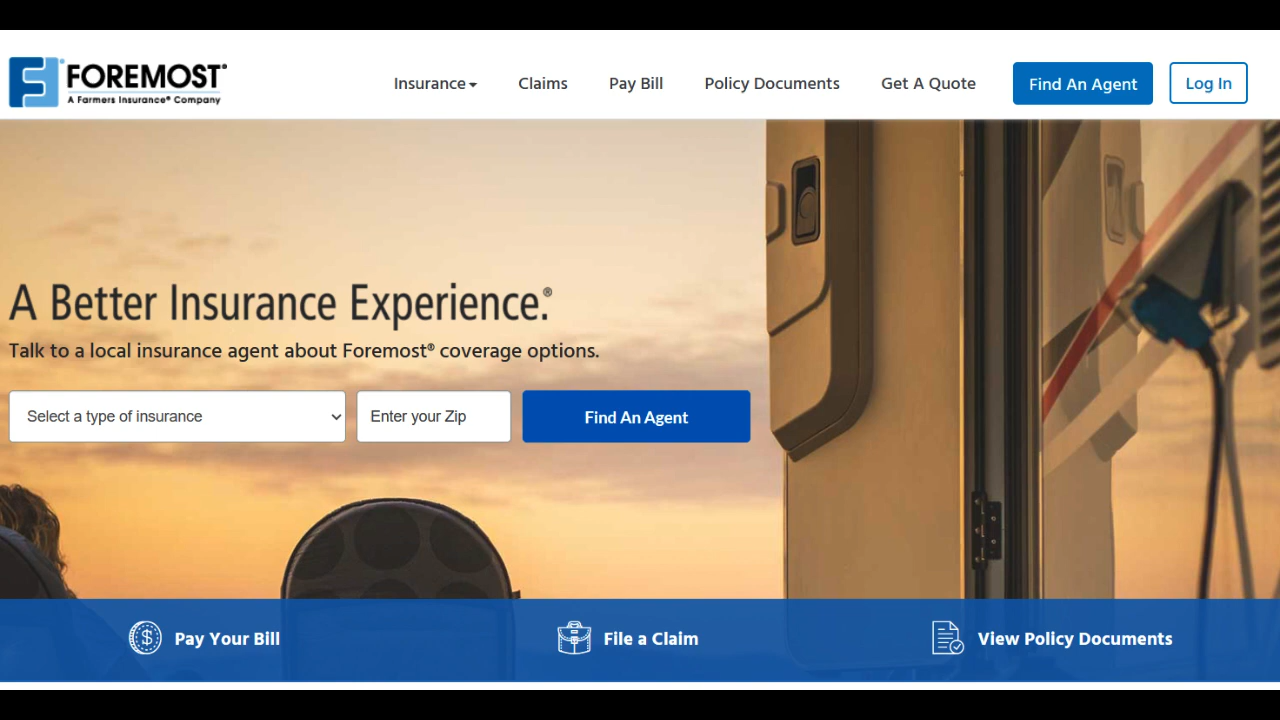 FOREMOST®
A Farmers Insurance® Company
Insurance
Claims
Pay Bill
Policy Documents
Get A Quote
Find An Agent
Log In
A Better Insurance Experience.®
Talk to a local insurance agent about Foremost® coverage options.
Select a type of insurance
Enter your Zip
Find An Agent
Pay Your Bill
File a Claim
View Policy Documents